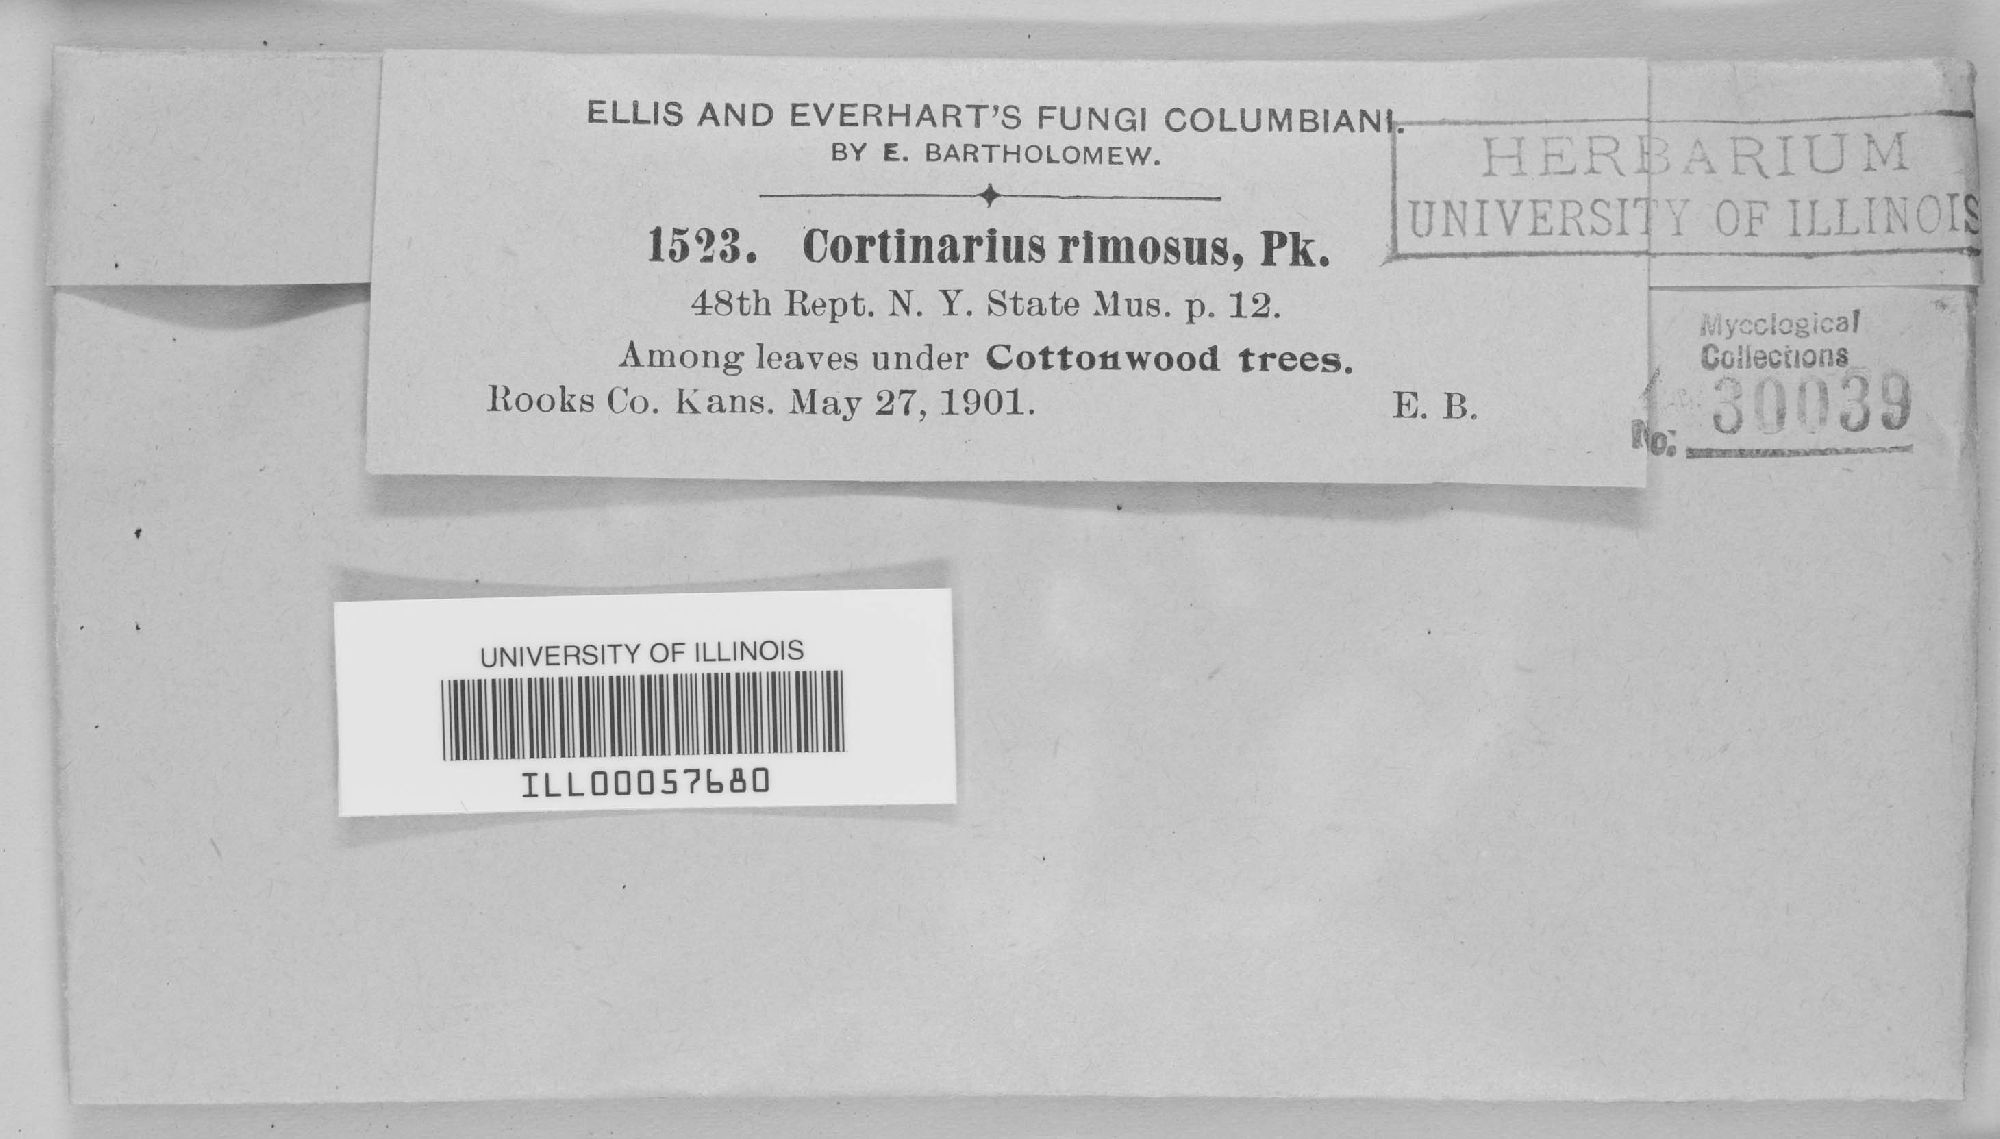 ELLIS AND EVERHART'S FUNGI COLUMBIANI.
BY E. BARTHOLOMEW.
1523. Cortinarius rimosus, Pk.
48th Rept. N. Y. State Mus. p. 12.
Among leaves under Cottonwood trees.
Rooks Co. Kans. May 27, 1901. E. B.
HERBARIUM
UNIVERSITY OF ILLINOIS
Mycological
Collections
No: 30039
UNIVERSITY OF ILLINOIS
ILL00057680